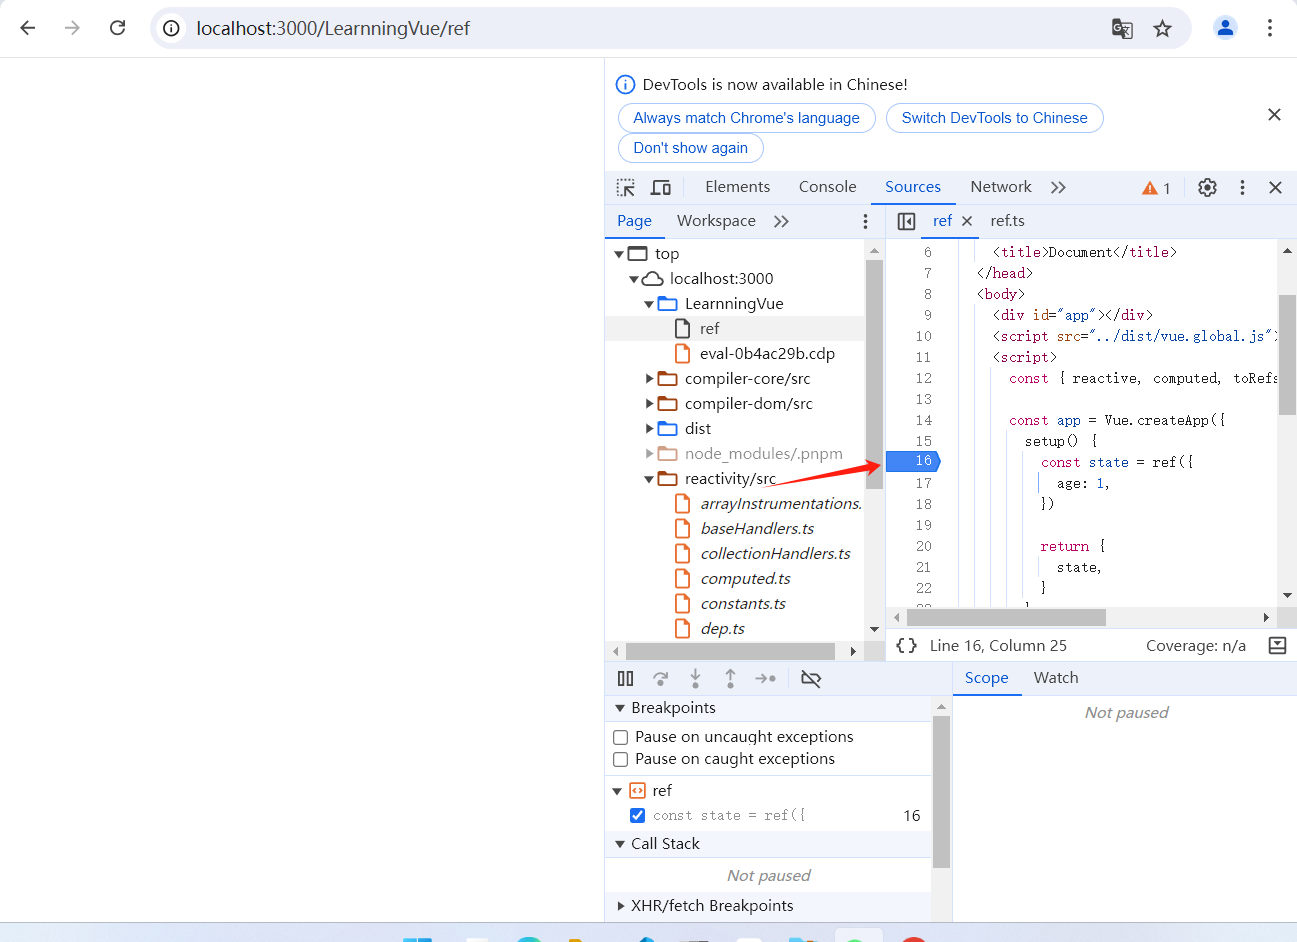 localhost:3000/LearnningVue/ref
DevTools is now available in Chinese!
Always match Chrome's language
Switch DevTools to Chinese
Don't show again
Elements Console Sources Network 1
Page Workspace
ref ref.ts
top
localhost:3000
LearnningVue
ref
eval-0b4ac29b.cdp
compiler-core/src
compiler-dom/src
dist
node_modules/.pnpm
reactivity/src
arrayInstrumentations.
baseHandlers.ts
collectionHandlers.ts
computed.ts
constants.ts
dep.ts
6 <title>Document</title>
7 </head>
8 <body>
9 <div id="app"></div>
10 <script src="../dist/vue.global.js"
11 <script>
12 const { reactive, computed, toRefs
13
14 const app = Vue.createApp({
15 setup() {
16 const state = ref({
17 age: 1,
18 })
19
20 return {
21 state,
22 }
{} Line 16, Column 25 Coverage: n/a
Scope Watch
Not paused
Breakpoints
Pause on uncaught exceptions
Pause on caught exceptions
ref
const state = ref({ 16
Call Stack
Not paused
XHR/fetch Breakpoints